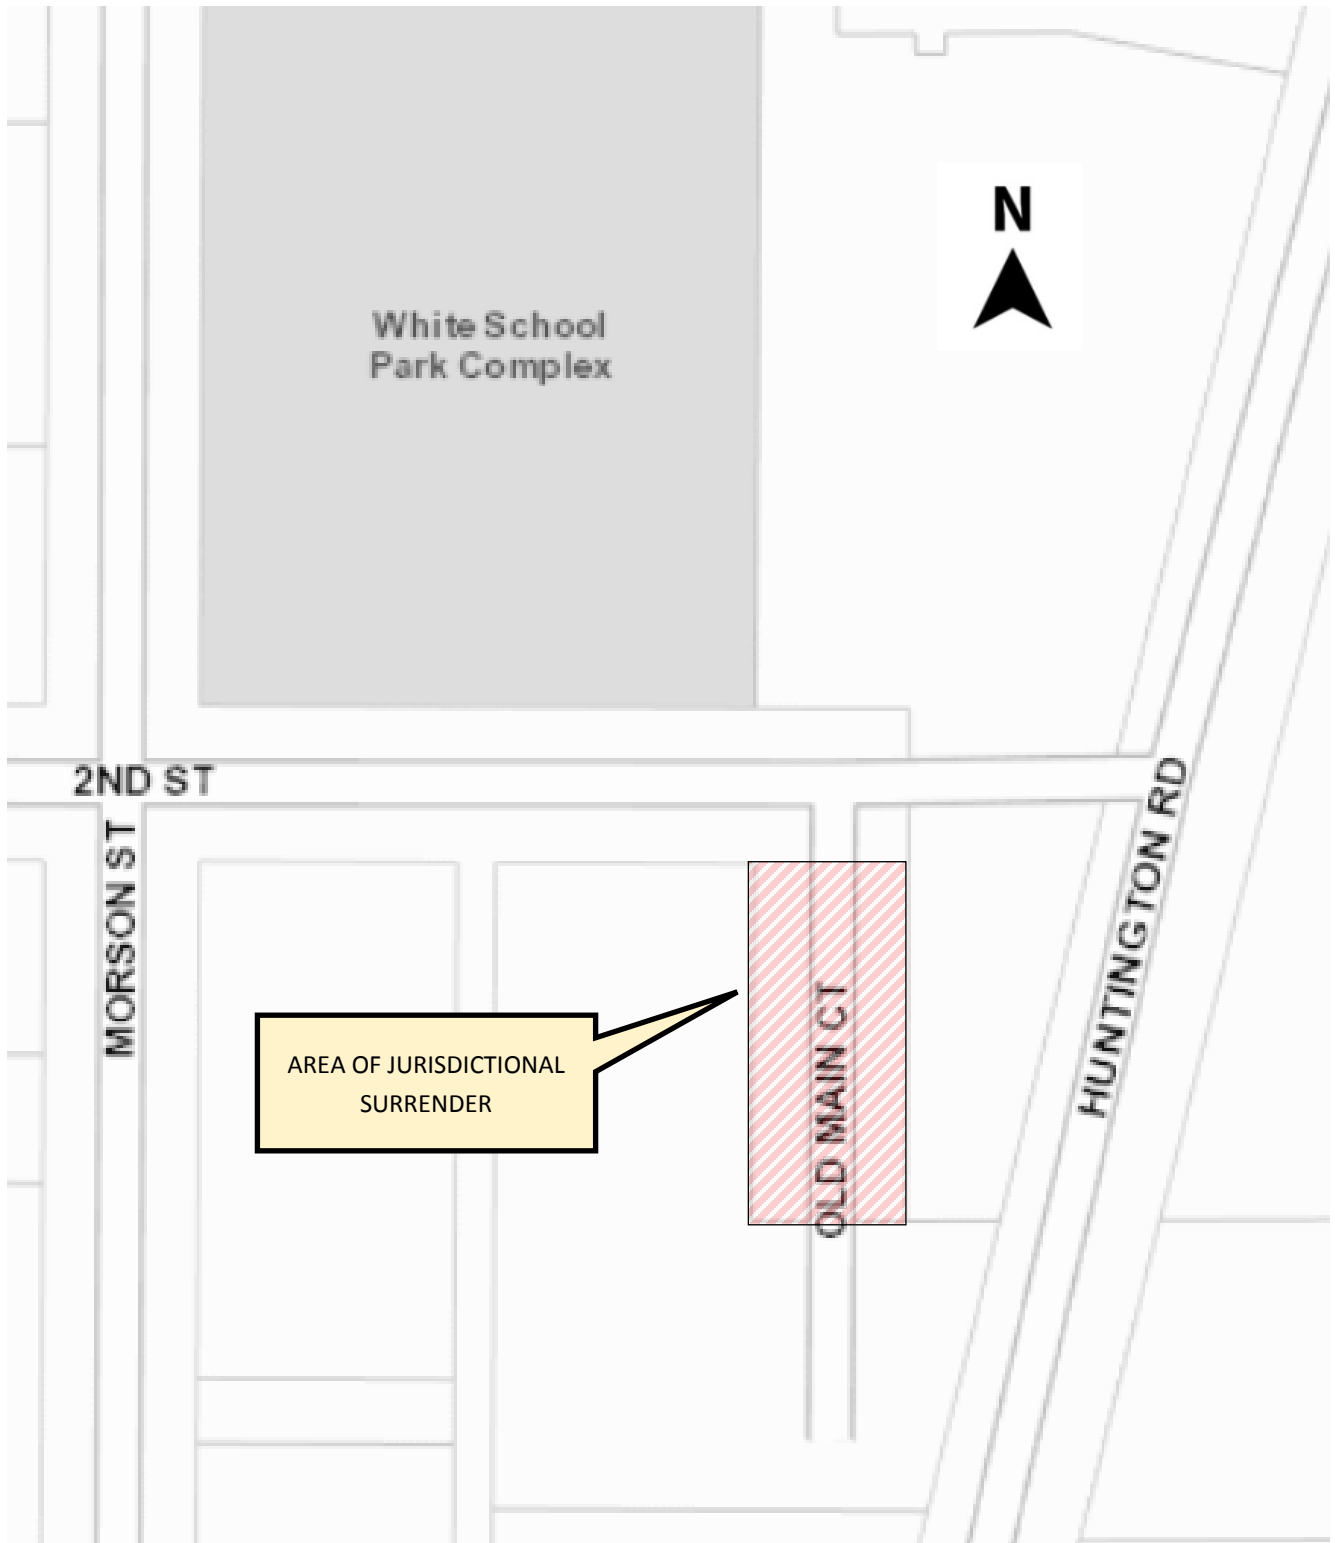 N
White School
Park Complex
2ND ST
MORSON ST
HUNTINGTON RD
OLD MAIN CT
AREA OF JURISDICTIONAL
SURRENDER